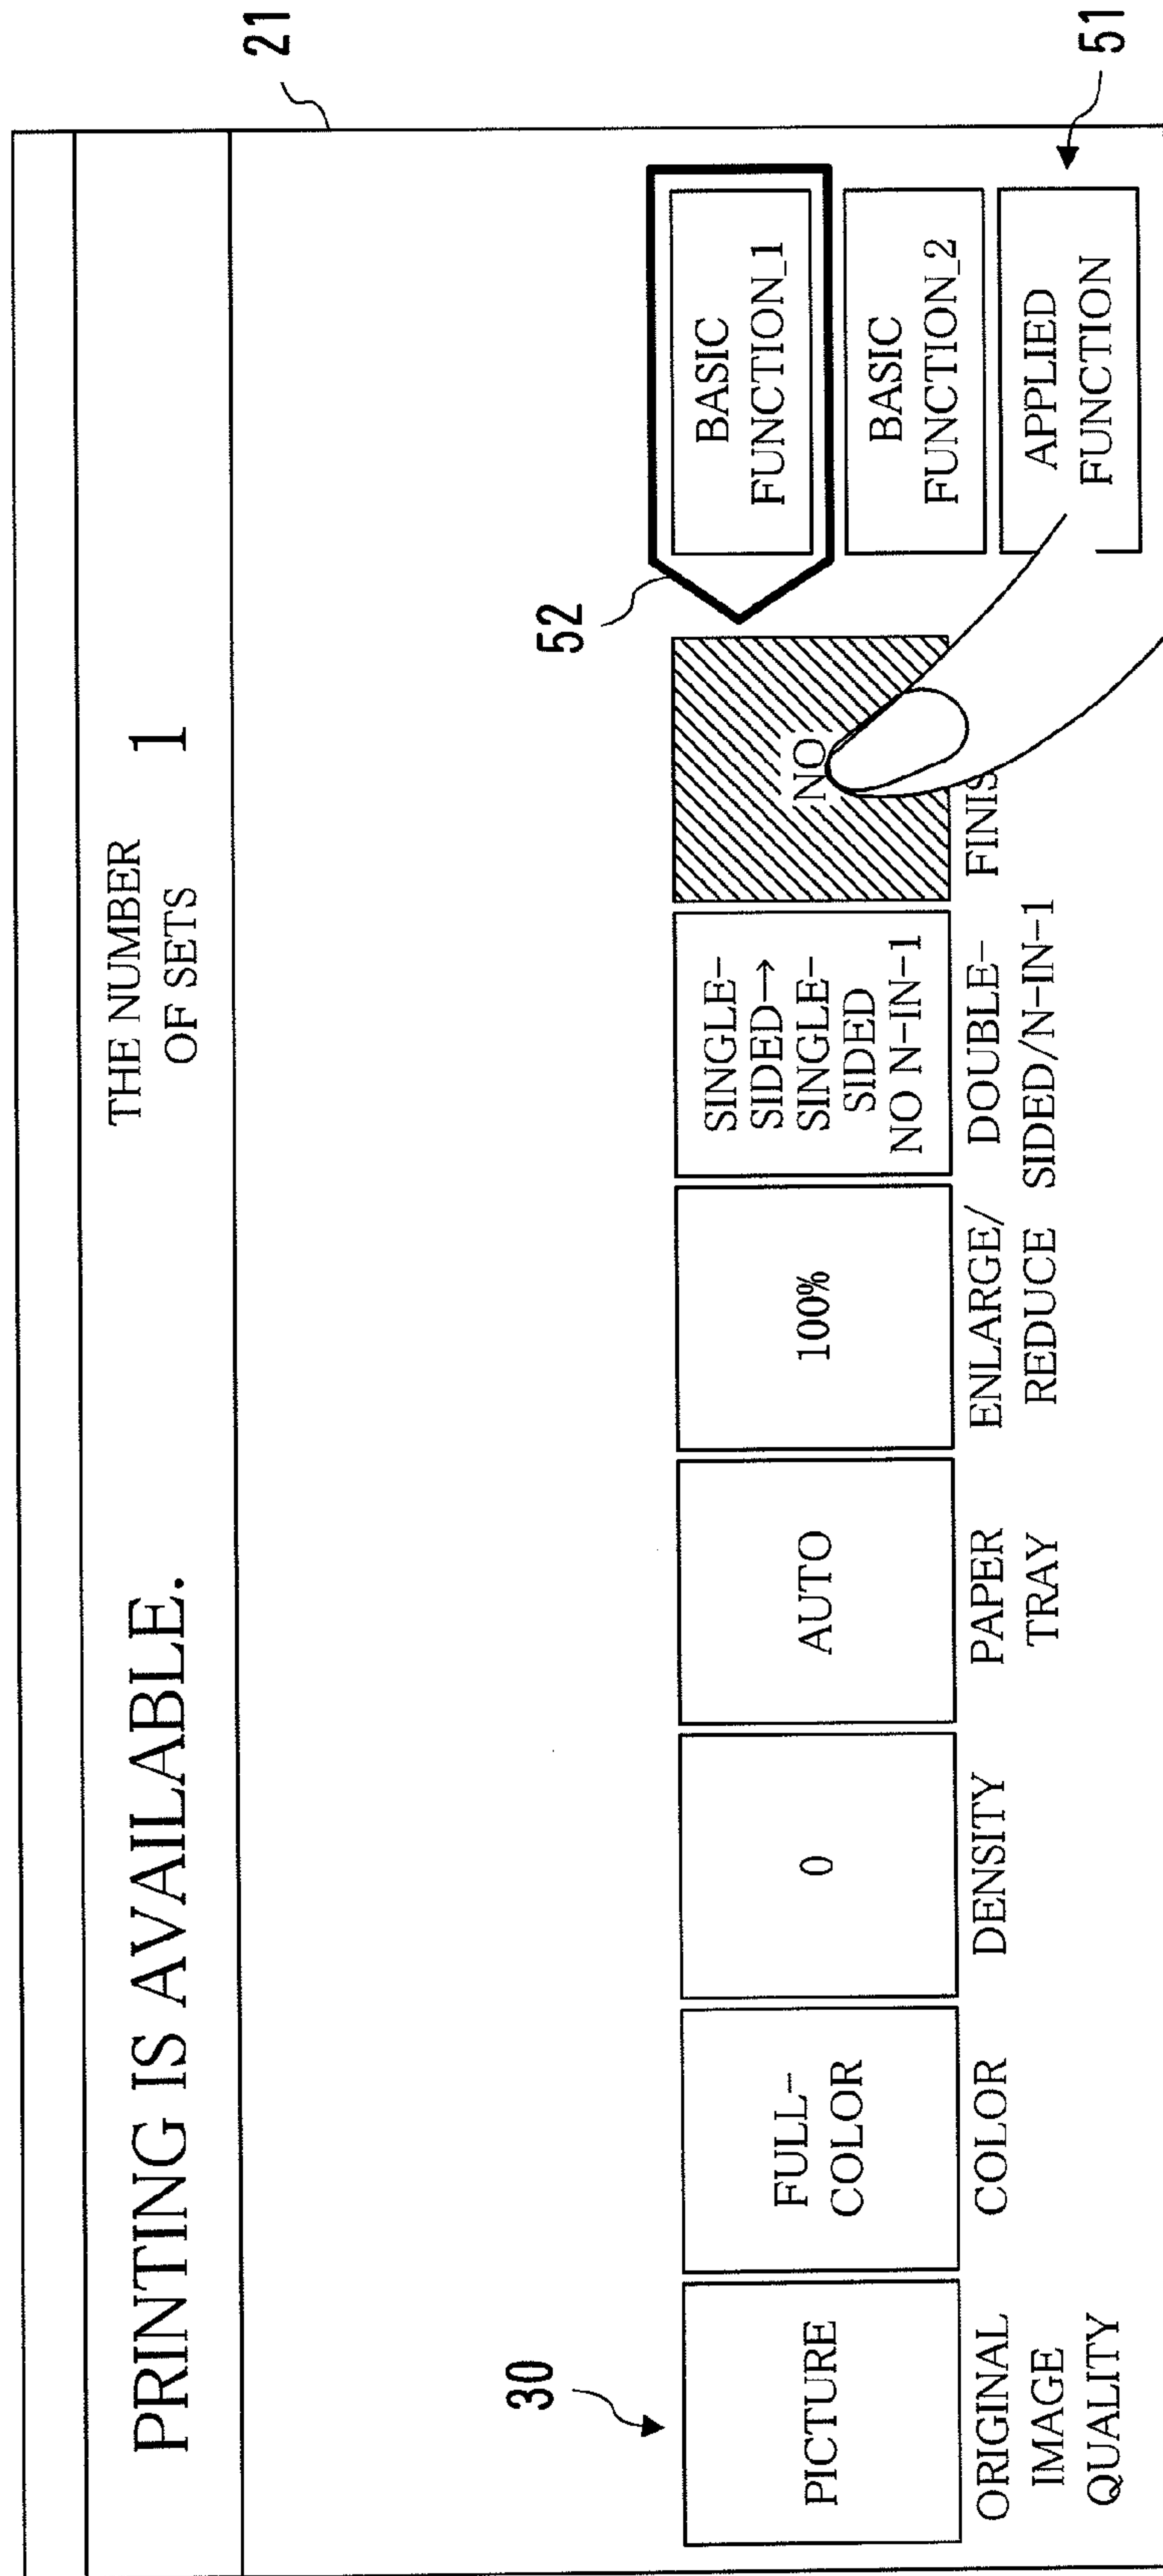 PRINTING IS AVAILABLE.
THE NUMBER
OF SETS
1
21
30
PICTURE
ORIGINAL
IMAGE
QUALITY
FULL-
COLOR
COLOR
0
DENSITY
AUTO
PAPER
TRAY
100%
ENLARGE/
REDUCE
SINGLE-
SIDED→
SINGLE-
SIDED
NO N-IN-1
DOUBLE-
SIDED/N-IN-1
NO
FINIS
52
BASIC
FUNCTION_1
BASIC
FUNCTION_2
APPLIED
FUNCTION
51